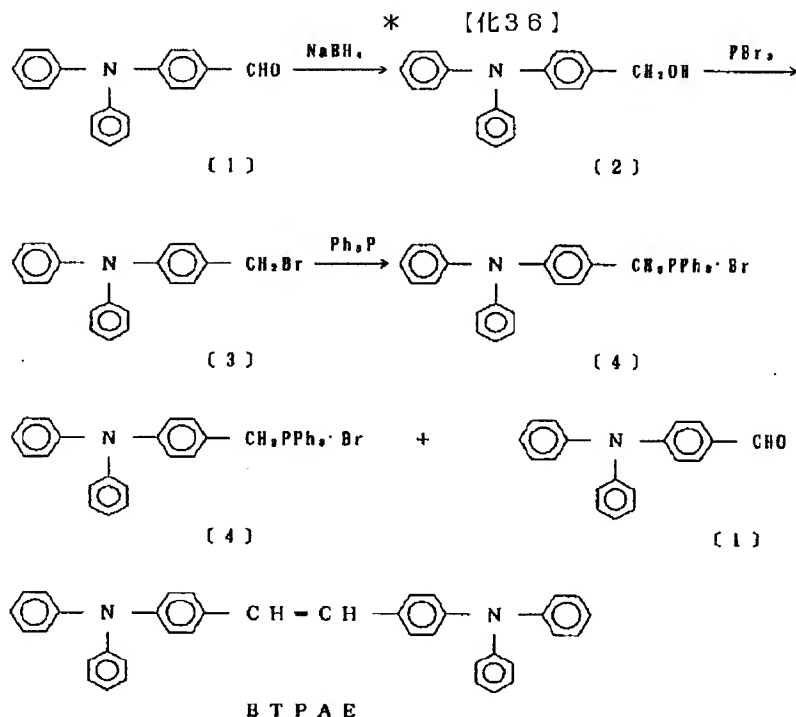 * 【化３６】
N CHO NaBH₄ N CH₂OH PBr₃
(1) (2)
N CH₂Br Ph₃P N CH₂PPh₃·Br
(3) (4)
N CH₂PPh₃·Br + N CHO
(4) (1)
N CH=CH N
BTPAE